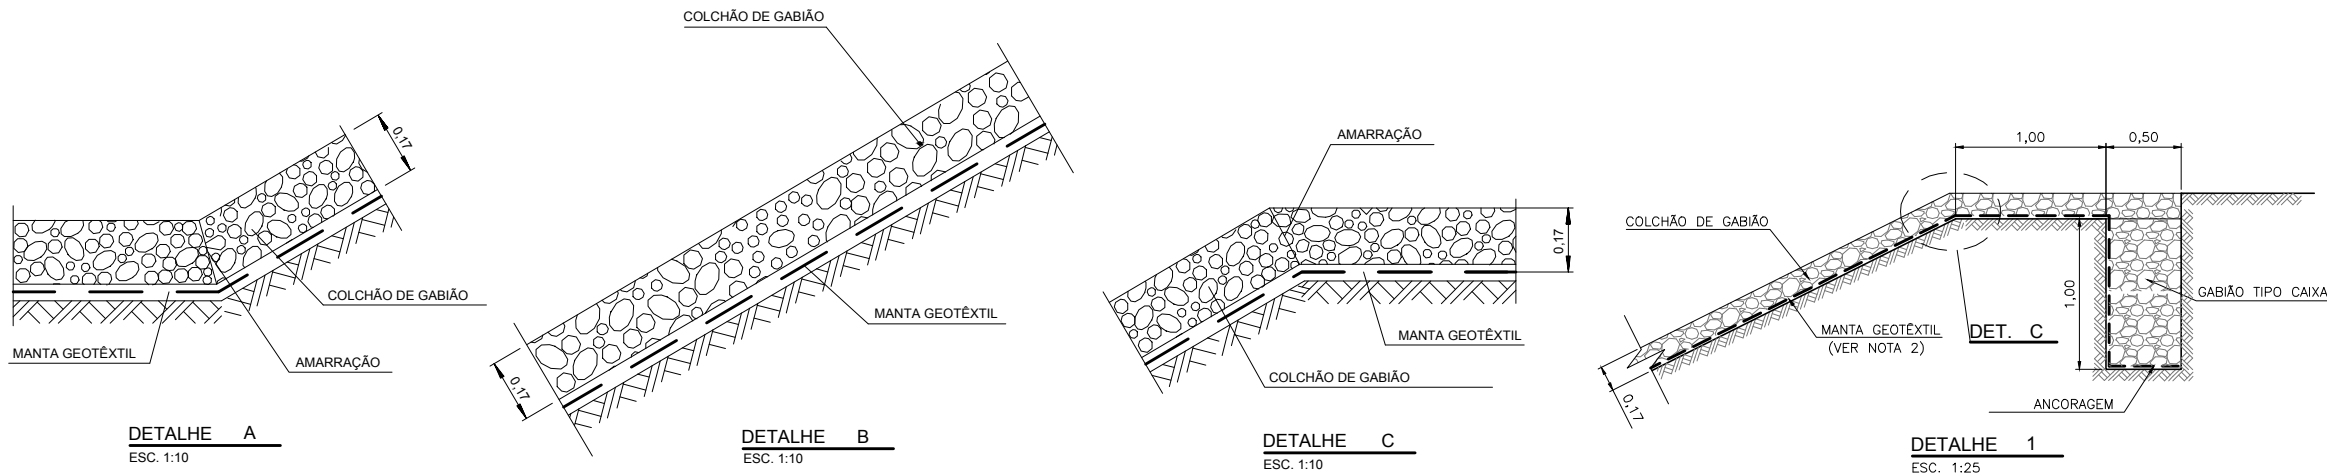 0,17
COLCHÃO DE GABIÃO
MANTA GEOTÊXTIL
AMARRAÇÃO
DETALHE A
ESC. 1:10
COLCHÃO DE GABIÃO
MANTA GEOTÊXTIL
0,17
DETALHE B
ESC. 1:10
AMARRAÇÃO
0,17
MANTA GEOTÊXTIL
COLCHÃO DE GABIÃO
DETALHE C
ESC. 1:10
1,00
0,50
COLCHÃO DE GABIÃO
1,00
GABIÃO TIPO CAIXA
MANTA GEOTÊXTIL
(VER NOTA 2)
DET. C
0,17
ANCORAGEM
DETALHE 1
ESC. 1:25